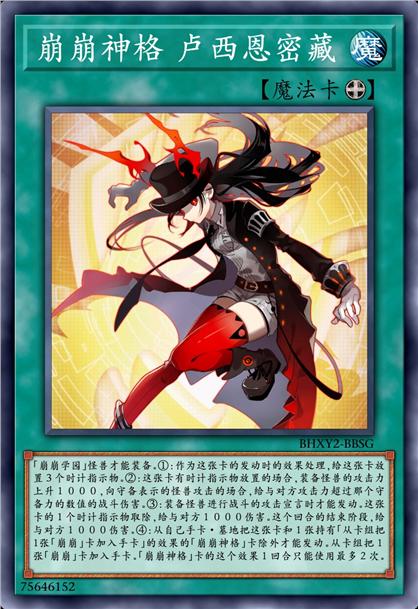 崩崩神格 卢西恩密藏 魔
【魔法卡】
BHXY2-BBSG
「崩崩学园」怪兽才能装备。①:作为这张卡的发动时的效果处理,给这张卡放
置3个时计指示物。②:这张卡有时计指示物放置的场合,装备怪兽的攻击力
上升1000,向守备表示的怪兽攻击的场合,给与对方攻击力超过那个守
备力的数值的战斗伤害。③:装备怪兽进行战斗的攻击宣言时才能发动。这张
卡的1个时计指示物取除,给与对方1000伤害。这个回合的结束阶段,给
与对方1000伤害。④:从自己手卡·墓地把这张卡和1张持有「从卡组把
1张「崩崩」卡加入手卡」的效果的「崩崩神格」卡除外才能发动。从卡组把1
张「崩崩」卡加入手卡。「崩崩神格」卡的这个效果1回合只能使用最多2次。
75646152